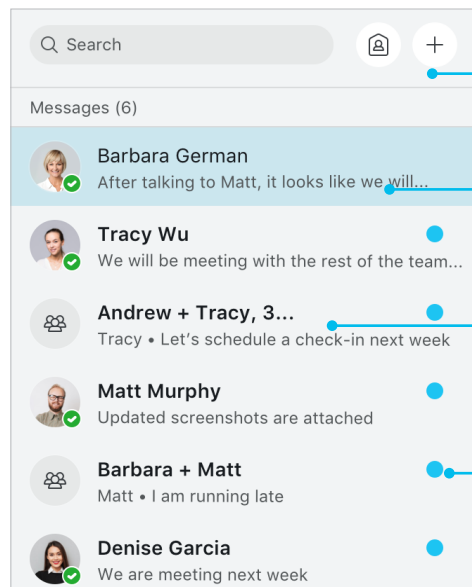 Search
Messages (6)
Barbara German
After talking to Matt, it looks like we will...
Tracy Wu
We will be meeting with the rest of the team...
Andrew + Tracy, 3...
Tracy • Let's schedule a check-in next week
Matt Murphy
Updated screenshots are attached
Barbara + Matt
Matt • I am running late
Denise Garcia
We are meeting next week